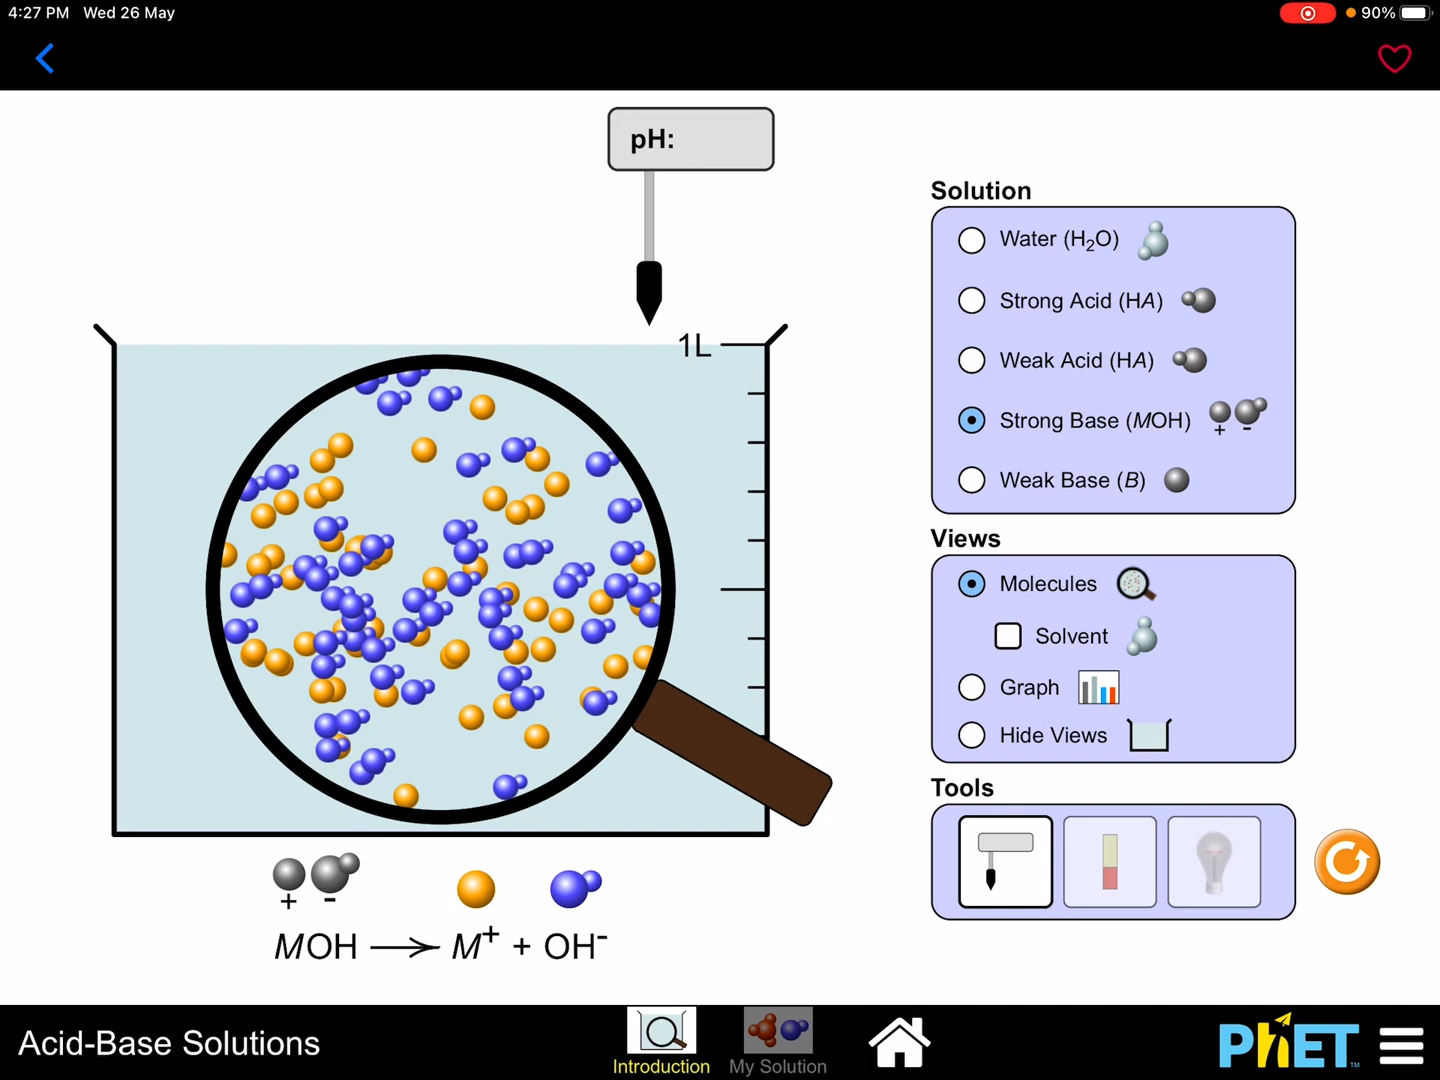 4:27 PM Wed 26 May
90%
pH:
1L
Solution
Water (H₂O)
Strong Acid (HA)
Weak Acid (HA)
Strong Base (MOH)
+ -
Weak Base (B)
Views
Molecules
Solvent
Graph
Hide Views
Tools
+ -
MOH → M⁺ + OH⁻
Acid-Base Solutions
Introduction
My Solution
PhET™